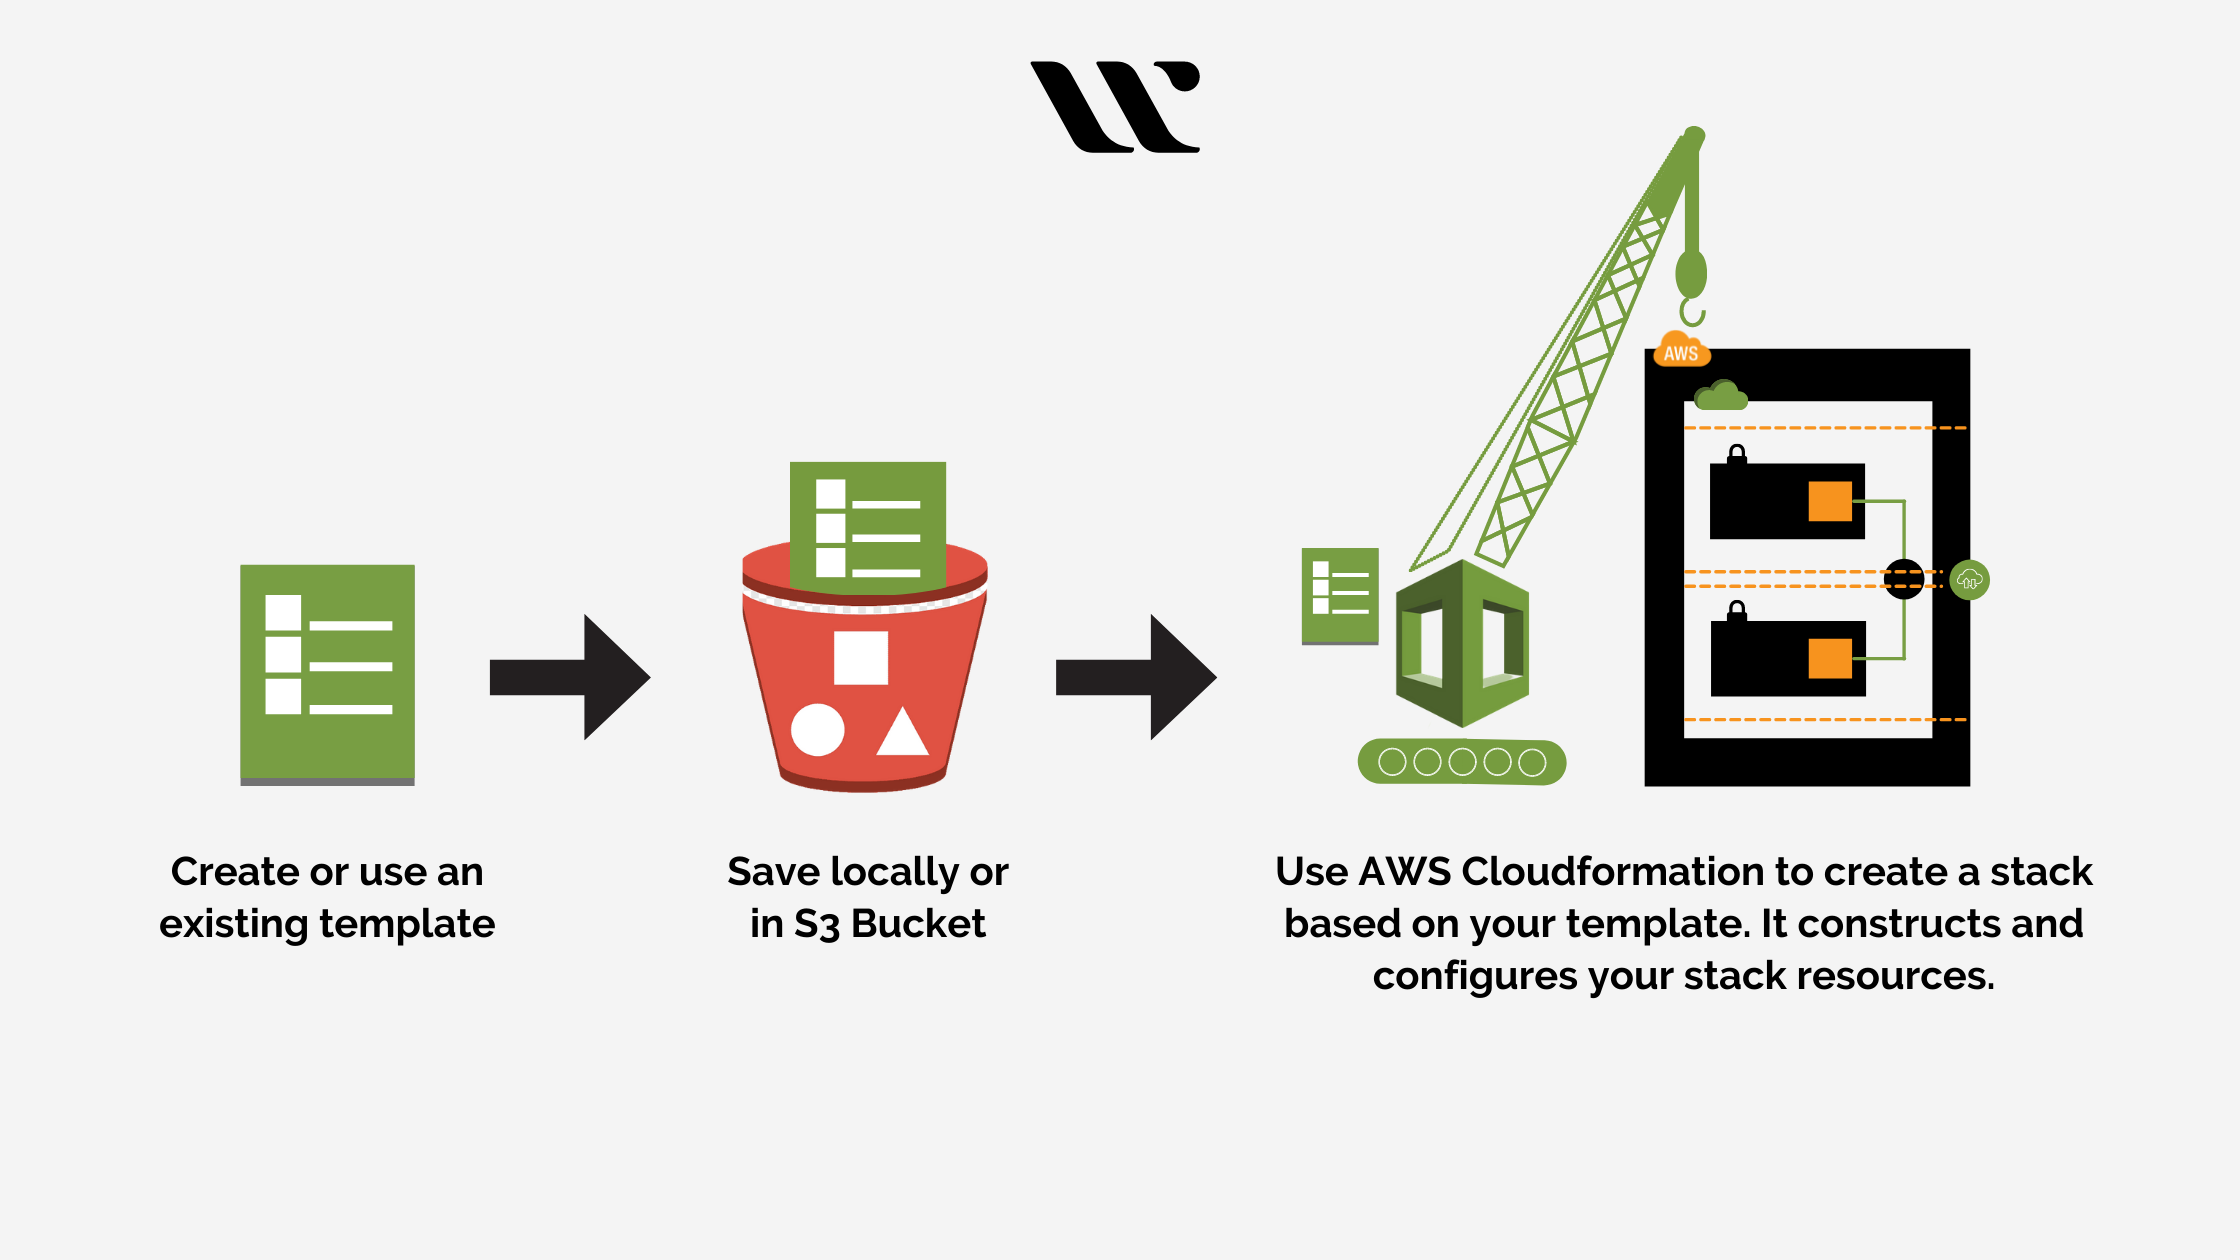 AWS
Create or use an
existing template
Save locally or
in S3 Bucket
Use AWS Cloudformation to create a stack
based on your template. It constructs and
configures your stack resources.